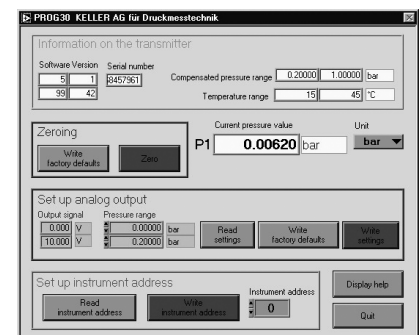 PROG30 KELLER AG für Druckmesstechnik
Information on the transmitter
Software Version Serial number
5 1 8457961
99 42
Compensated pressure range 0.20000 1.00000 bar
Temperature range 15 45 °C
Zeroing
Write factory defaults
Zero
Current pressure value
P1 0.00620 bar
Unit
bar
Set up analog output
Output signal Pressure range
0.000 V 0.00000 bar
10.000 V 0.20000 bar
Read settings
Write factory defaults
Write settings
Set up instrument address
Read instrument address
Write instrument address
Instrument address
0
Display help
Quit